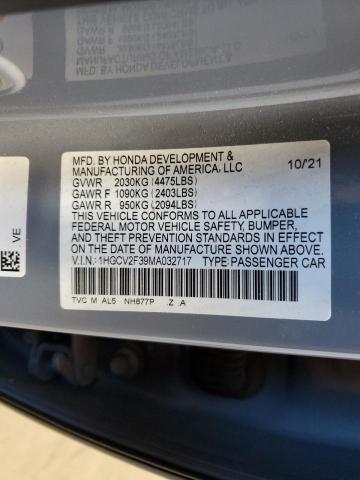 MFD. BY HONDA DEVELOPMENT &
MANUFACTURING OF AMERICA, LLC 10/21
GVWR 2030KG (4475LBS)
GAWR F 1090KG (2403LBS)
GAWR R 950KG (2094LBS)
THIS VEHICLE CONFORMS TO ALL APPLICABLE
FEDERAL MOTOR VEHICLE SAFETY, BUMPER,
AND THEFT PREVENTION STANDARDS IN EFFECT
ON THE DATE OF MANUFACTURE SHOWN ABOVE.
V.I.N.: 1HGCV2F39MA032717 TYPE:PASSENGER CAR
TVC M AL5 NH877P .Z .A
VE